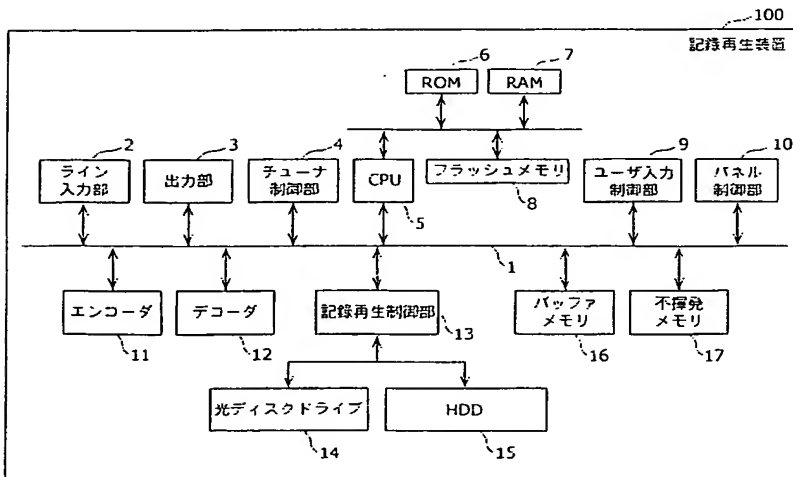 100
記録再生装置
6
7
ROM
RAM
2
3
4
9
10
ライン
入力部
出力部
チューナ
制御部
CPU
フラッシュメモリ
ユーザ入力
制御部
パネル
制御部
5
8
1
エンコーダ
デコーダ
記録再生制御部
バッファ
メモリ
不揮発
メモリ
11
12
13
16
17
光ディスクドライブ
HDD
14
15